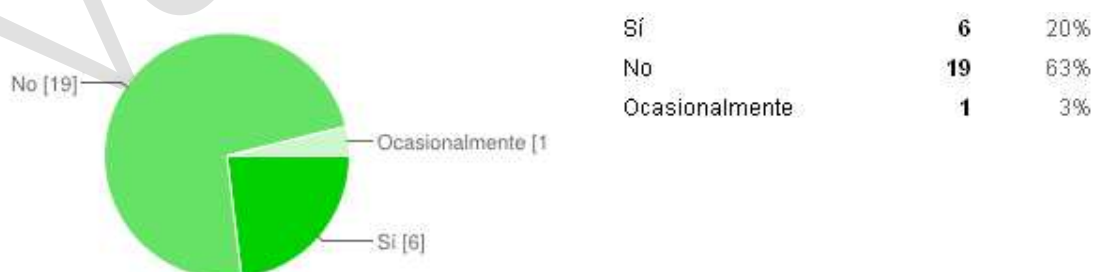 No [19]
Ocasionalmente [1
Sí [6]
Sí 6 20%
No 19 63%
Ocasionalmente 1 3%